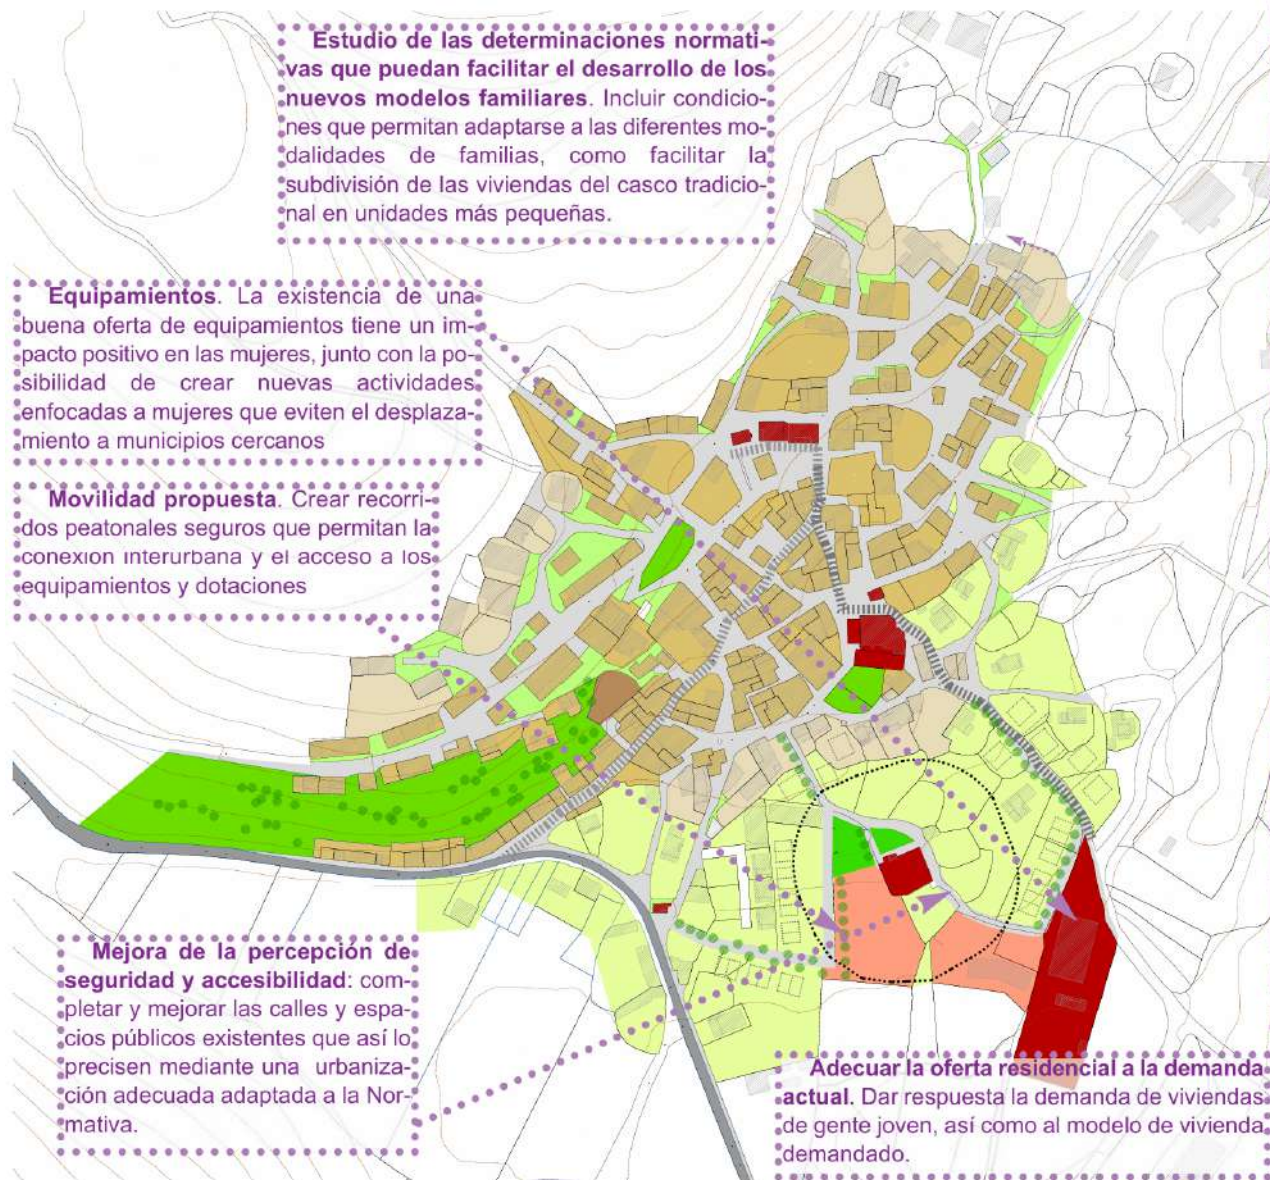 Estudio de las determinaciones normati-
vas que puedan facilitar el desarrollo de los
nuevos modelos familiares. Incluir condicio-
nes que permitan adaptarse a las diferentes mo-
dalidades de familias, como facilitar la
subdivisión de las viviendas del casco tradicio-
nal en unidades más pequeñas.
Equipamientos. La existencia de una
buena oferta de equipamientos tiene un im-
pacto positivo en las mujeres, junto con la po-
sibilidad de crear nuevas actividades
enfocadas a mujeres que eviten el desplaza-
miento a municipios cercanos
Movilidad propuesta. Crear recorri-
dos peatonales seguros que permitan la
conexión interurbana y el acceso a los
equipamientos y dotaciones
Mejora de la percepción de
seguridad y accesibilidad: com-
pletar y mejorar las calles y espa-
cios públicos existentes que así lo
precisen mediante una urbaniza-
ción adecuada adaptada a la Nor-
mativa.
Adecuar la oferta residencial a la demanda
actual. Dar respuesta la demanda de viviendas
de gente joven, así como al modelo de vivienda
demandado.